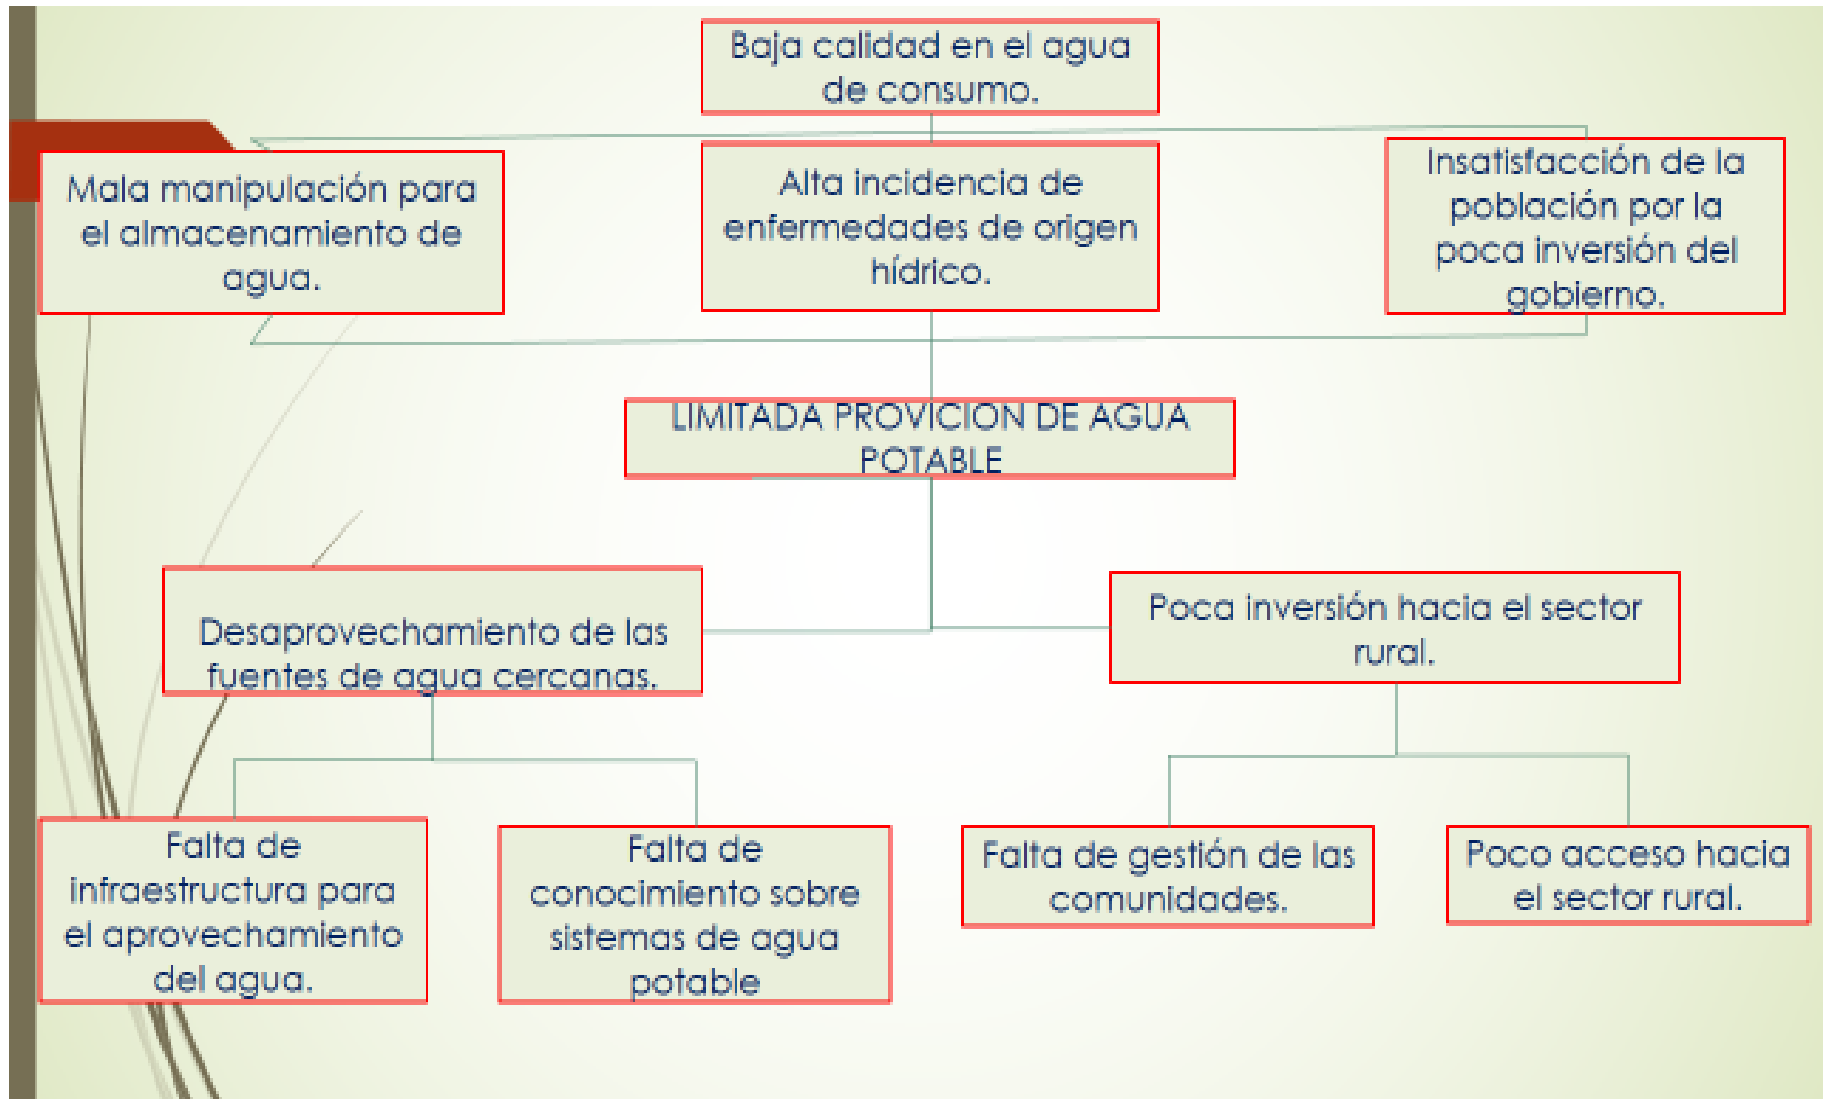 Baja calidad en el agua
de consumo.
Mala manipulación para
el almacenamiento de
agua.
Alta incidencia de
enfermedades de origen
hídrico.
Insatisfacción de la
población por la
poca inversión del
gobierno.
LIMITADA PROVICION DE AGUA
POTABLE
Desaprovechamiento de las
fuentes de agua cercanas.
Poca inversión hacia el sector
rural.
Falta de
infraestructura para
el aprovechamiento
del agua.
Falta de
conocimiento sobre
sistemas de agua
potable
Falta de gestión de las
comunidades.
Poco acceso hacia
el sector rural.